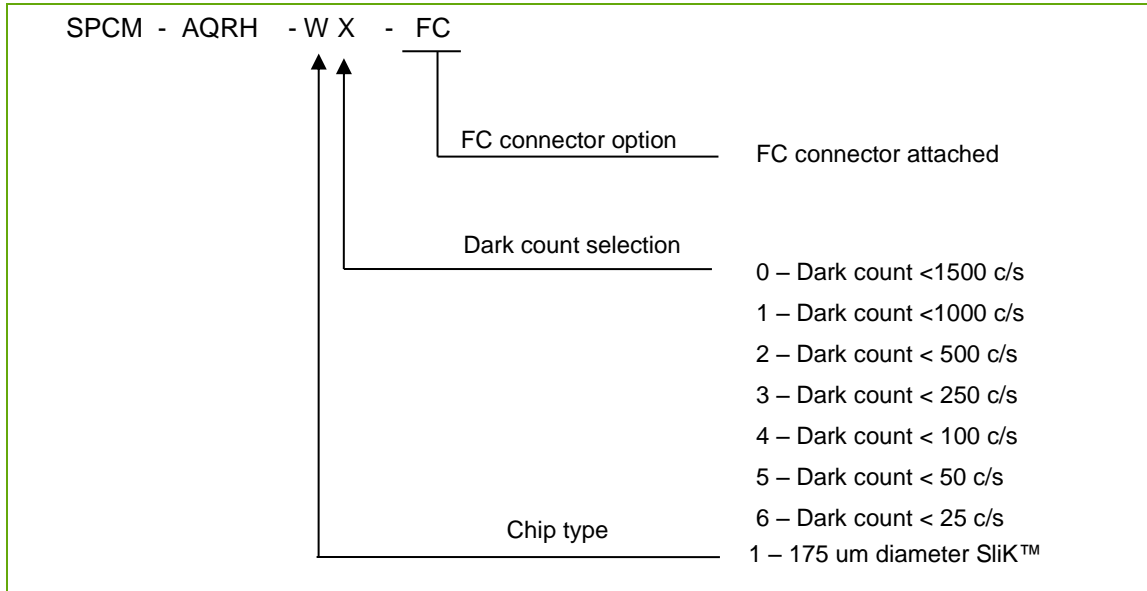 SPCM - AQRH - W X - FC
FC connector option
FC connector attached
Dark count selection
0 – Dark count <1500 c/s
1 – Dark count <1000 c/s
2 – Dark count < 500 c/s
3 – Dark count < 250 c/s
4 – Dark count < 100 c/s
5 – Dark count < 50 c/s
6 – Dark count < 25 c/s
Chip type
1 – 175 um diameter SliK™